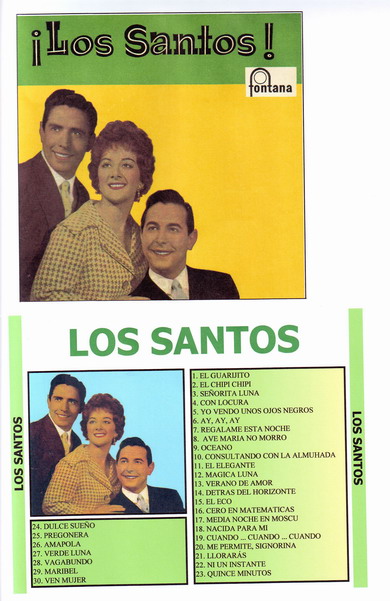 ¡Los Santos!
fontana
LOS SANTOS
LOS SANTOS
1. EL GUARIJITO
2. EL CHIPI CHIPI
3. SEÑORITA LUNA
4. CON LOCURA
5. YO VENDO UNOS OJOS NEGROS
6. AY, AY, AY
7. REGALAME ESTA NOCHE
8. AVE MARIA NO MORRO
9. OCEANO
10. CONSULTANDO CON LA ALMUHADA
11. EL ELEGANTE
12. MAGICA LUNA
13. VERANO DE AMOR
14. DETRAS DEL HORIZONTE
15. EL ECO
16. CERO EN MATEMATICAS
17. MEDIA NOCHE EN MOSCU
18. NACIDA PARA MI
19. CUANDO ... CUANDO ... CUANDO
20. ME PERMITE, SIGNORINA
21. LLORARÁS
22. NI UN INSTANTE
23. QUINCE MINUTOS
24. DULCE SUEÑO
25. PREGONERA
26. AMAPOLA
27. VERDE LUNA
28. VAGABUNDO
29. MARIBEL
30. VEN MUJER
LOS SANTOS